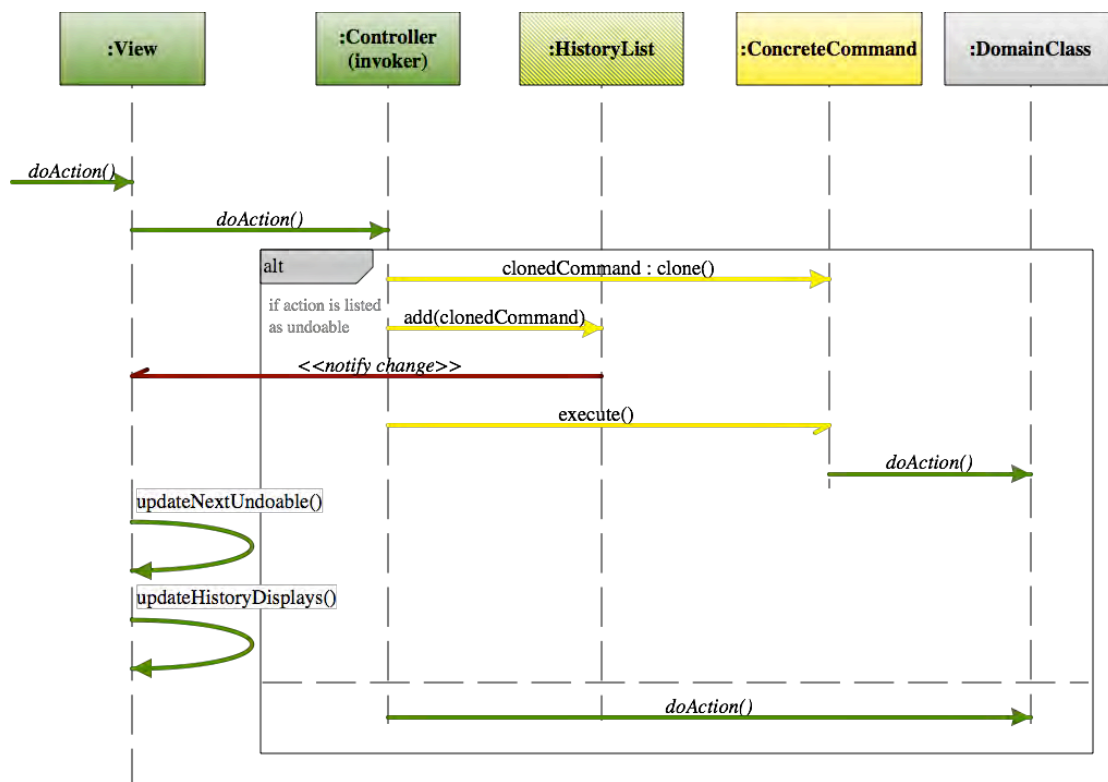 :View
:Controller
(invoker)
:HistoryList
:ConcreteCommand
:DomainClass
doAction()
doAction()
alt
clonedCommand : clone()
if action is listed
as undoable
add(clonedCommand)
<<notify change>>
execute()
doAction()
updateNextUndoable()
updateHistoryDisplays()
doAction()